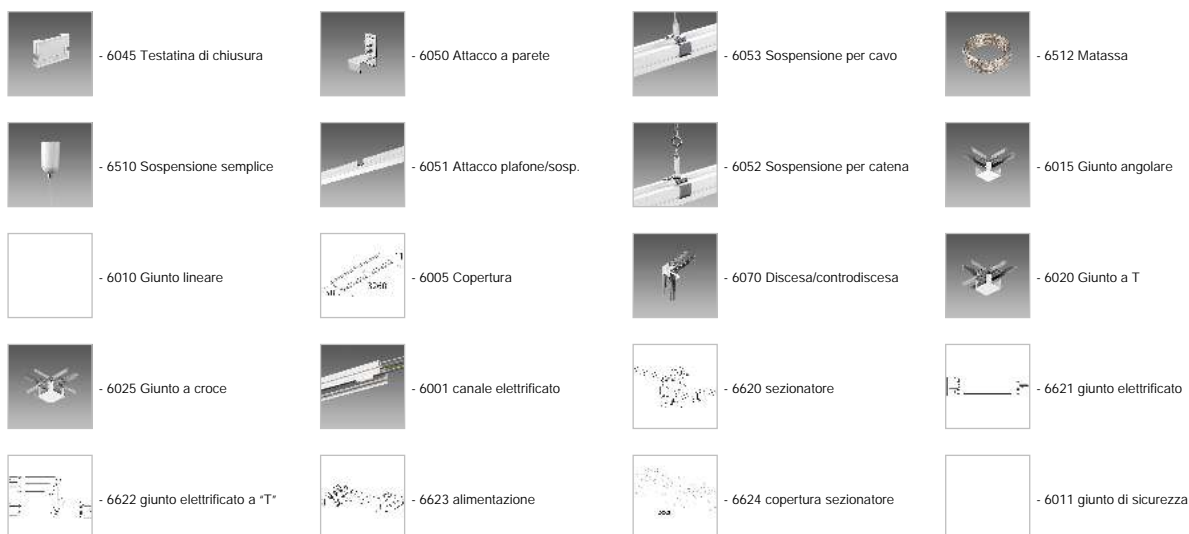 - 6045 Testatina di chiusura
- 6050 Attacco a parete
- 6053 Sospensione per cavo
- 6512 Matassa
- 6510 Sospensione semplice
- 6051 Attacco plafone/sosp.
- 6052 Sospensione per catena
- 6015 Giunto angolare
- 6010 Giunto lineare
- 6005 Copertura
- 6070 Discesa/controdiscesa
- 6020 Giunto a T
- 6025 Giunto a croce
- 6001 canale elettrificato
- 6620 sezionatore
- 6621 giunto elettrificato
- 6622 giunto elettrificato a “T”
- 6623 alimentazione
- 6624 copertura sezionatore
- 6011 giunto di sicurezza